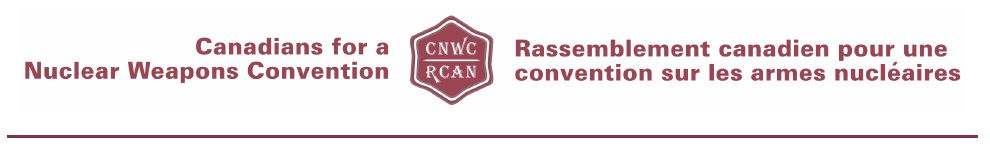 Canadians for a
Nuclear Weapons Convention
CNWC
RCAN
Rassemblement canadien pour une
convention sur les armes nucléaires